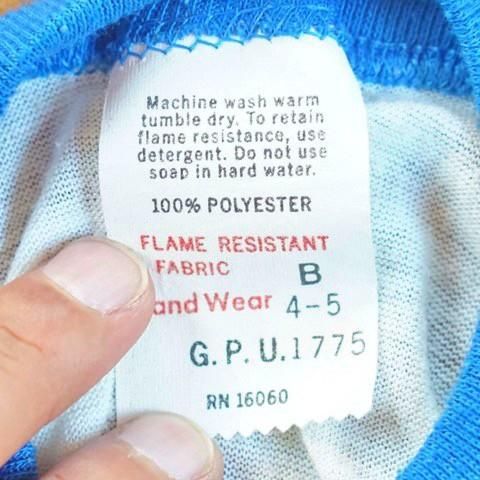 Machine wash warm
tumble dry. To retain
flame resistance, use
detergent. Do not use
soap in hard water.
100% POLYESTER
FLAME RESISTANT
FABRIC
B
and Wear 4-5
G.P.U.1775
RN 16060